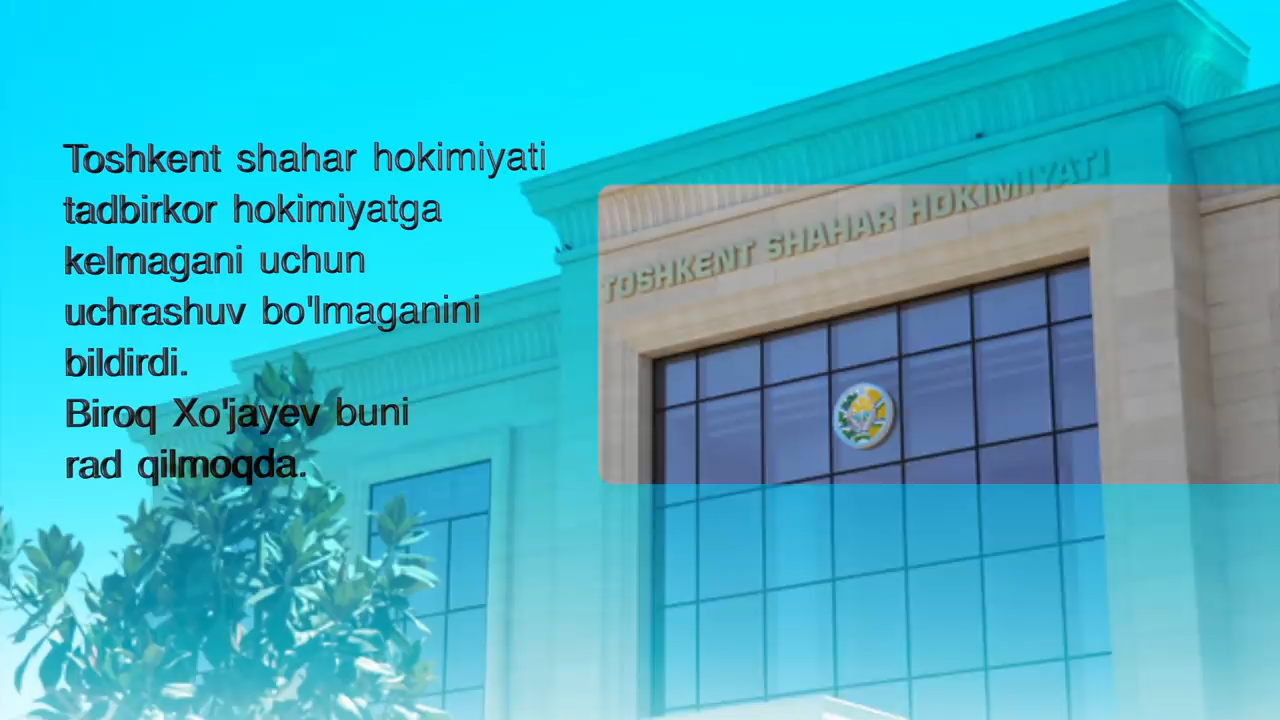 Toshkent shahar hokimiyati
tadbirkor hokimiyatga
kelmagani uchun
uchrashuv bo'lmaganini
bildirdi.
Biroq Xo'jayev buni
rad qilmoqda.
TOSHKENT SHAHAR HOKIMIYATI